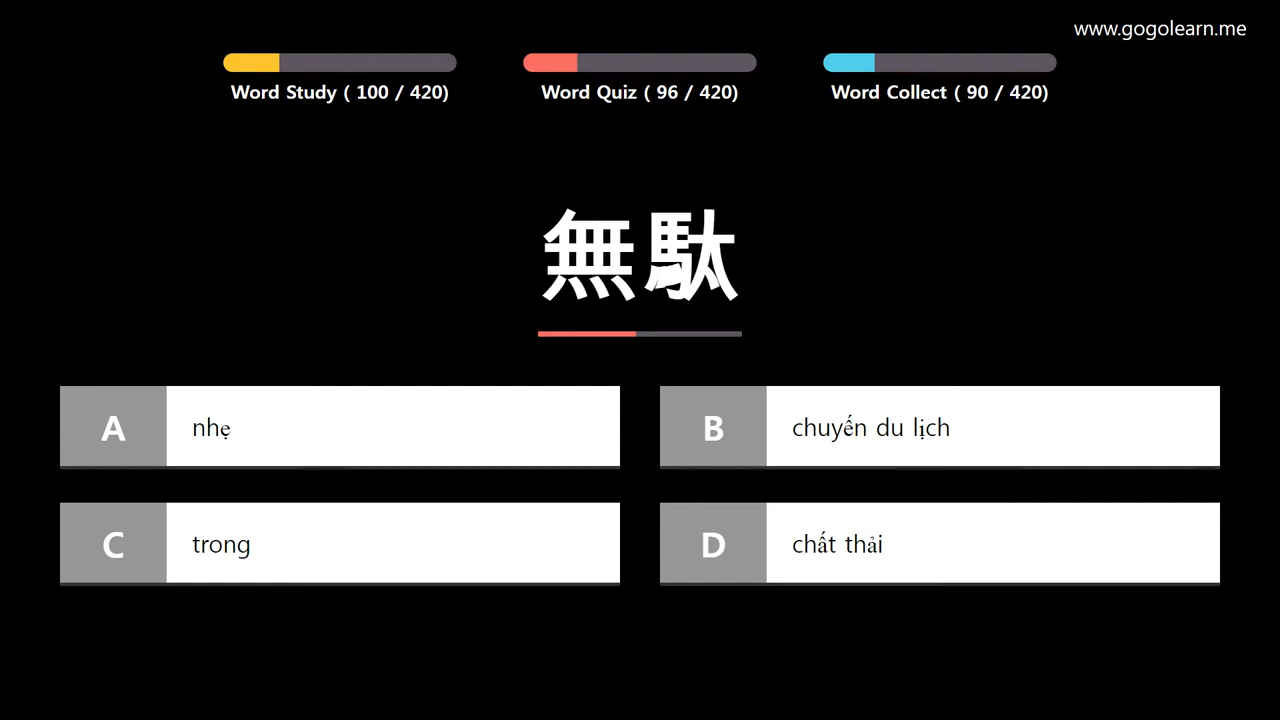 www.gogolearn.me
Word Study ( 100 / 420)
Word Quiz ( 96 / 420)
Word Collect ( 90 / 420)
無駄
A nhẹ
B chuyến du lịch
C trong
D chất thải